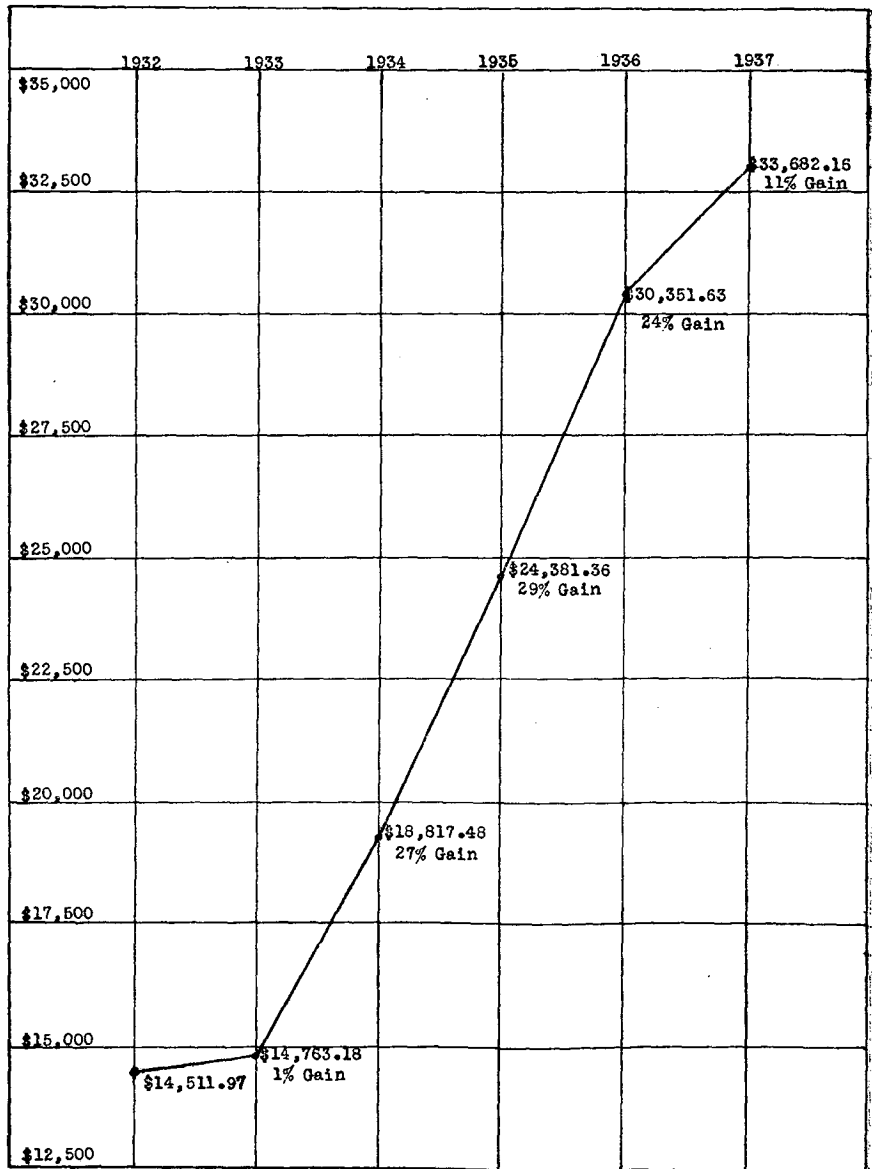 1932 1933 1934 1935 1936 1937
$35,000
$33,682.16
11% Gain
$32,500
$30,351.63
$30,000
24% Gain
$27,500
$25,000
$24,381.36
29% Gain
$22,500
$20,000
$18,817.48
27% Gain
$17,500
$15,000
$14,763.18
1% Gain
$14,511.97
$12,500